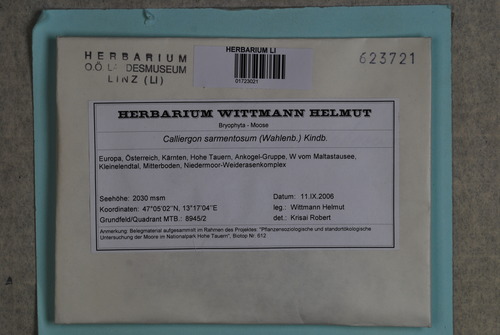 HERBARIUM
O.Ö. L DESMUSEUM
LINZ (LI)
HERBARIUM LI
01723021
623721
HERBARIUM WITTMANN HELMUT
Bryophyta - Moose
Calliergon sarmentosum (Wahlenb.) Kindb.
Europa, Österreich, Kärnten, Hohe Tauern, Ankogel-Gruppe, W vom Maltastausee,
Kleinelendtal, Mitterboden, Niedermoor-Weiderasenkomplex
Seehöhe: 2030 msm
Datum: 11.IX.2006
Koordinaten: 47°05'02''N, 13°17'04''E
leg.: Wittmann Helmut
Grundfeld/Quadrant MTB.: 8945/2
det.: Krisai Robert
Anmerkung: Belegmaterial aufgesammelt im Rahmen des Projektes: "Pflanzensoziologische und standortökologische
Untersuchung der Moore im Nationalpark Hohe Tauern", Biotop Nr. 612